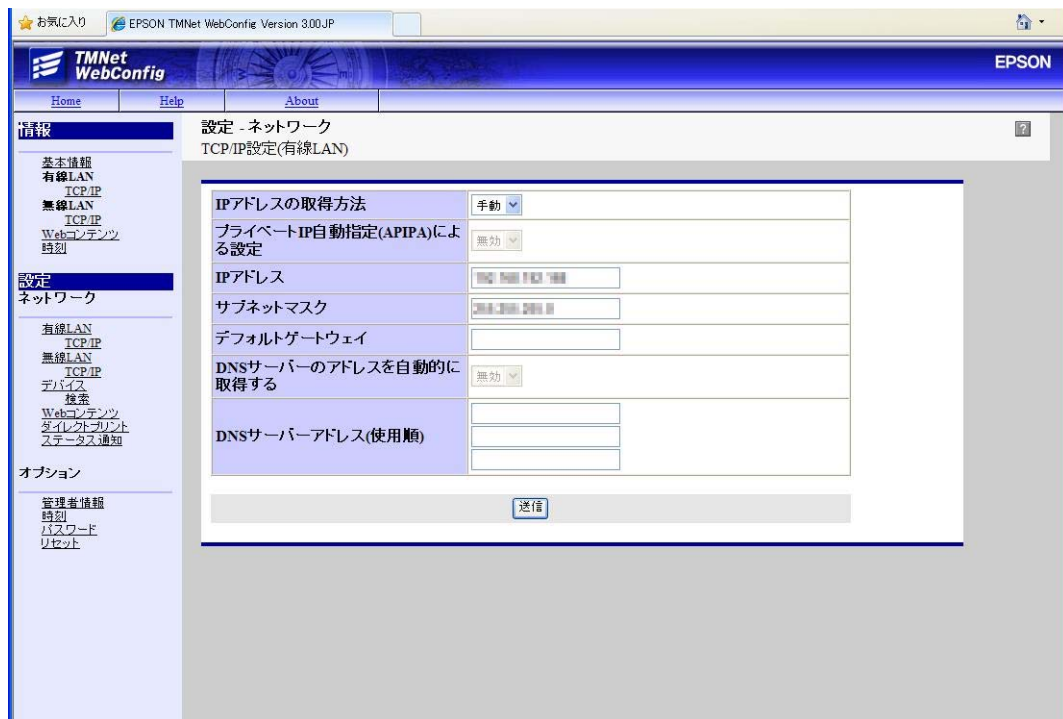 お気に入り
EPSON TMNet WebConfig Version 3.00.JP
TMNet
WebConfig
EPSON
Home
Help
About
情報
基本情報
有線LAN
TCP/IP
無線LAN
TCP/IP
Webコンテンツ
時刻
設定
ネットワーク
有線LAN
TCP/IP
無線LAN
TCP/IP
デバイス
検索
Webコンテンツ
ダイレクトプリント
ステータス通知
オプション
管理者情報
時刻
パスワード
リセット
設定 - ネットワーク
?
TCP/IP設定(有線LAN)
IPアドレスの取得方法
手動
プライベートIP自動指定(APIPA)によ
る設定
無効
IPアドレス
サブネットマスク
デフォルトゲートウェイ
DNSサーバーのアドレスを自動的に
取得する
無効
DNSサーバーアドレス(使用順)
送信